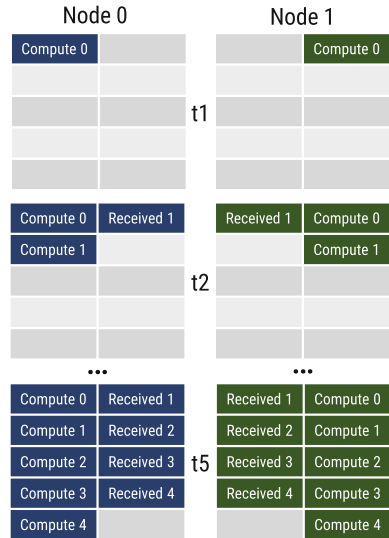 Node 0 Node 1
Compute 0 Compute 0
t1
Compute 0 Received 1 Received 1 Compute 0
Compute 1 Compute 1
t2
... ...
Compute 0 Received 1 Received 1 Compute 0
Compute 1 Received 2 Received 2 Compute 1
Compute 2 Received 3 t5 Received 3 Compute 2
Compute 3 Received 4 Received 4 Compute 3
Compute 4 Compute 4